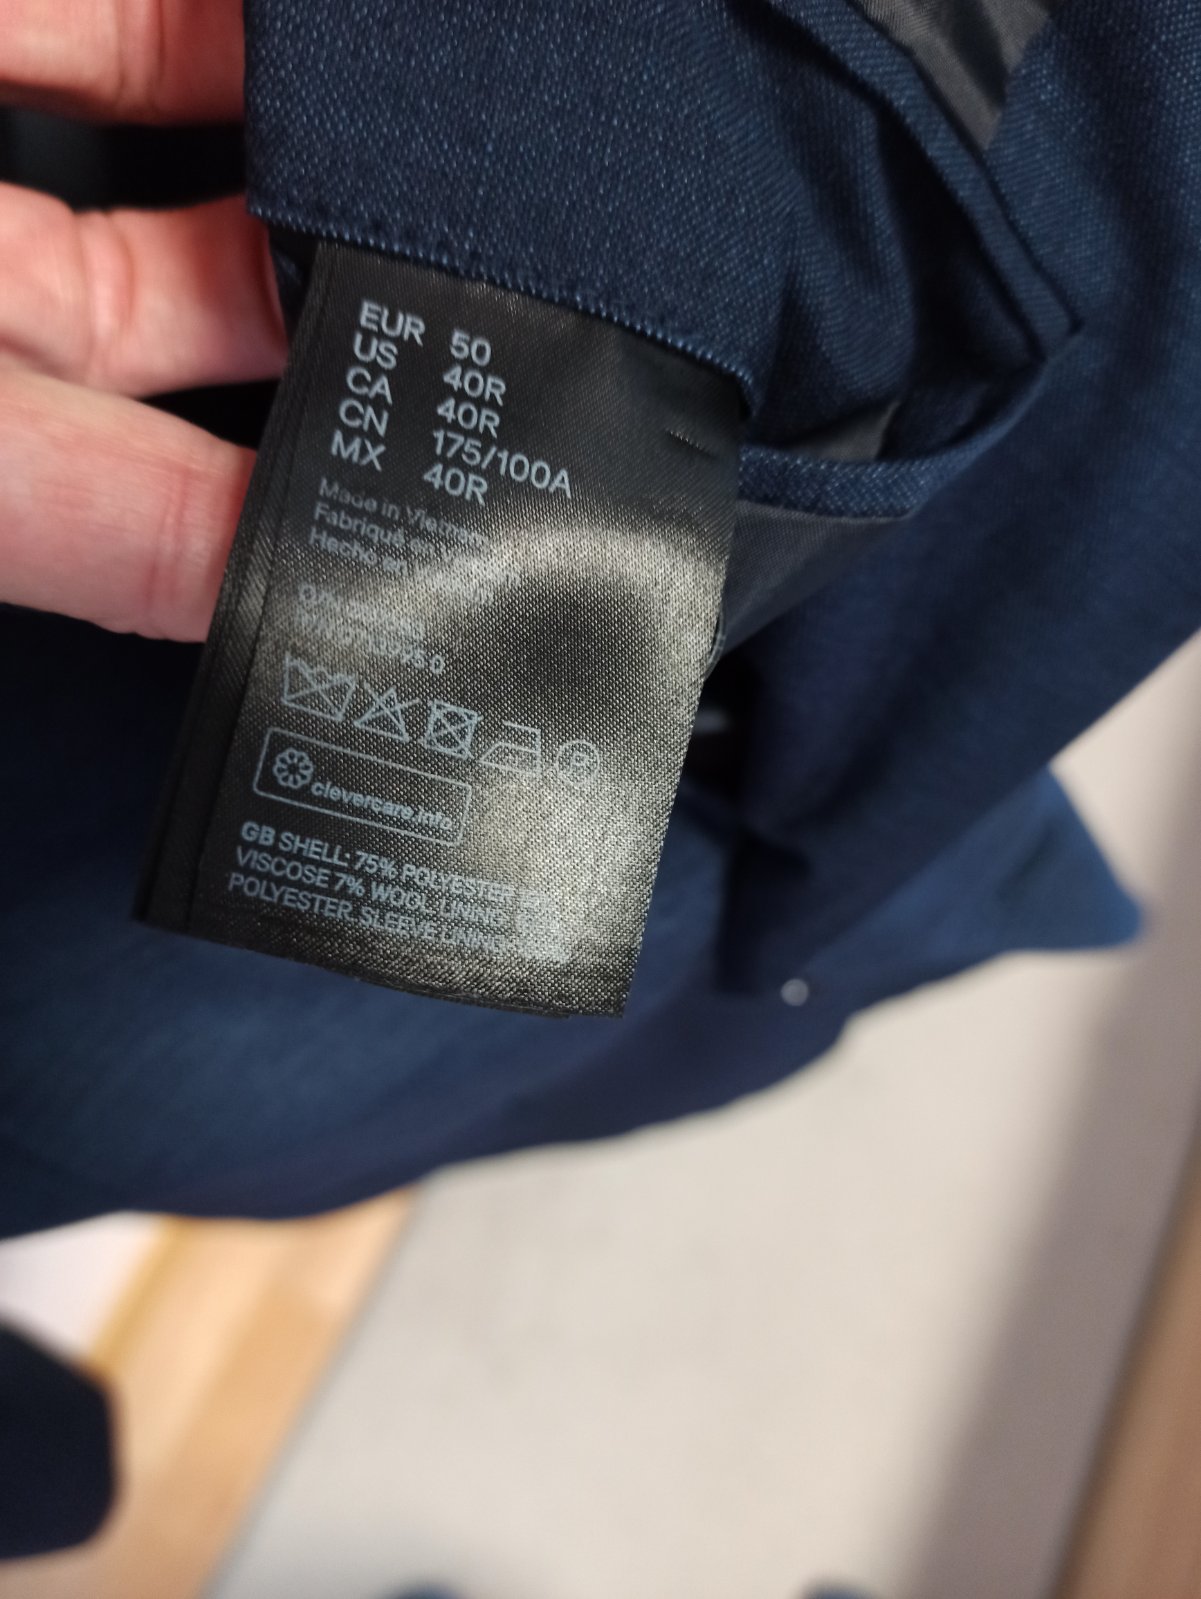 EUR 50
US 40R
CA 40R
CN 175/100A
MX 40R
Made in
Fabriqué en
Hecho en
clevercare.info
GB SHELL: 75% POLYESTER
VISCOSE 7% WOOL LINING:
POLYESTER. SLEEVE LINING: